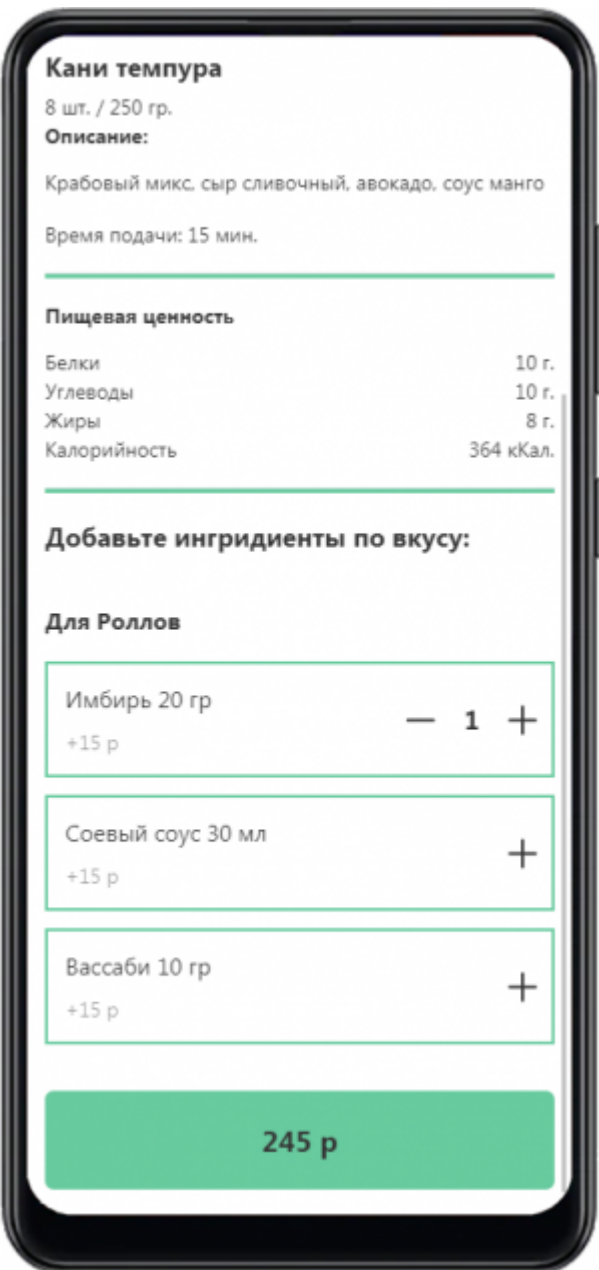 Кани темпура
8 шт. / 250 гр.
Описание:
Крабовый микс, сыр сливочный, авокадо, соус манго
Время подачи: 15 мин.
Пищевая ценность
Белки 10 г.
Углеводы 10 г.
Жиры 8 г.
Калорийность 364 кКал.
Добавьте ингридиенты по вкусу:
Для Роллов
Имбирь 20 гр
— 1 +
+15 р
Соевый соус 30 мл
+
+15 р
Вассаби 10 гр
+
+15 р
245 р